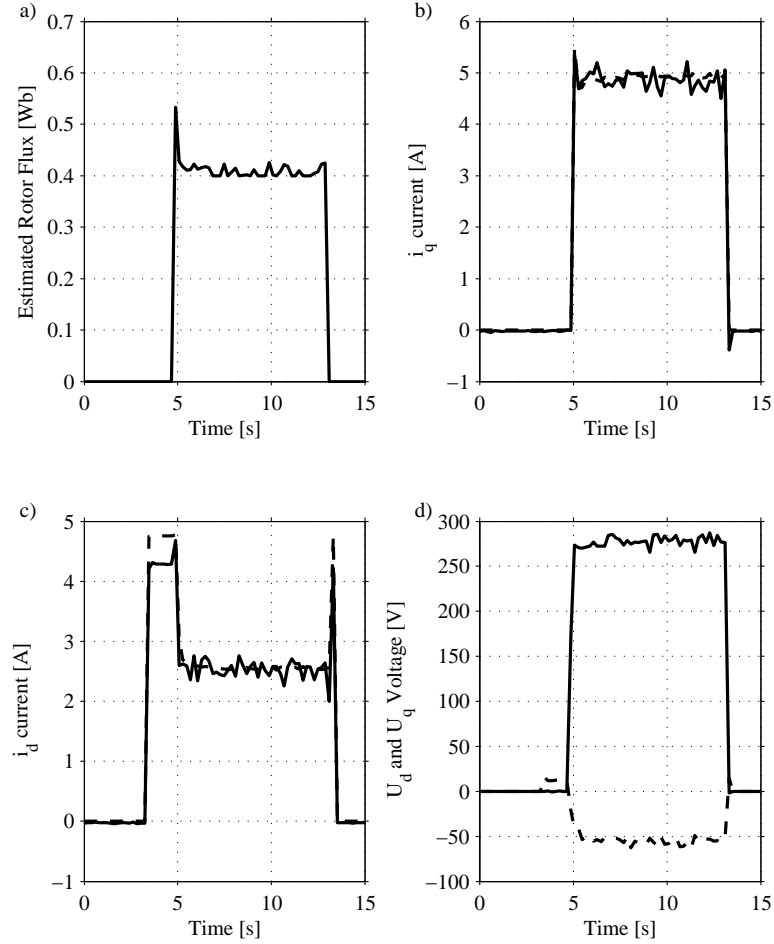 a)
0.8
0.7
0.6
0.5
0.4
0.3
0.2
0.1
0
Estimated Rotor Flux [Wb]
0 5 10 15
Time [s]
b)
6
5
4
3
2
1
0
−1
i_q current [A]
0 5 10 15
Time [s]
c)
5
4
3
2
1
0
−1
i_d current [A]
0 5 10 15
Time [s]
d)
300
250
200
150
100
50
0
−50
−100
U_d and U_q Voltage [V]
0 5 10 15
Time [s]